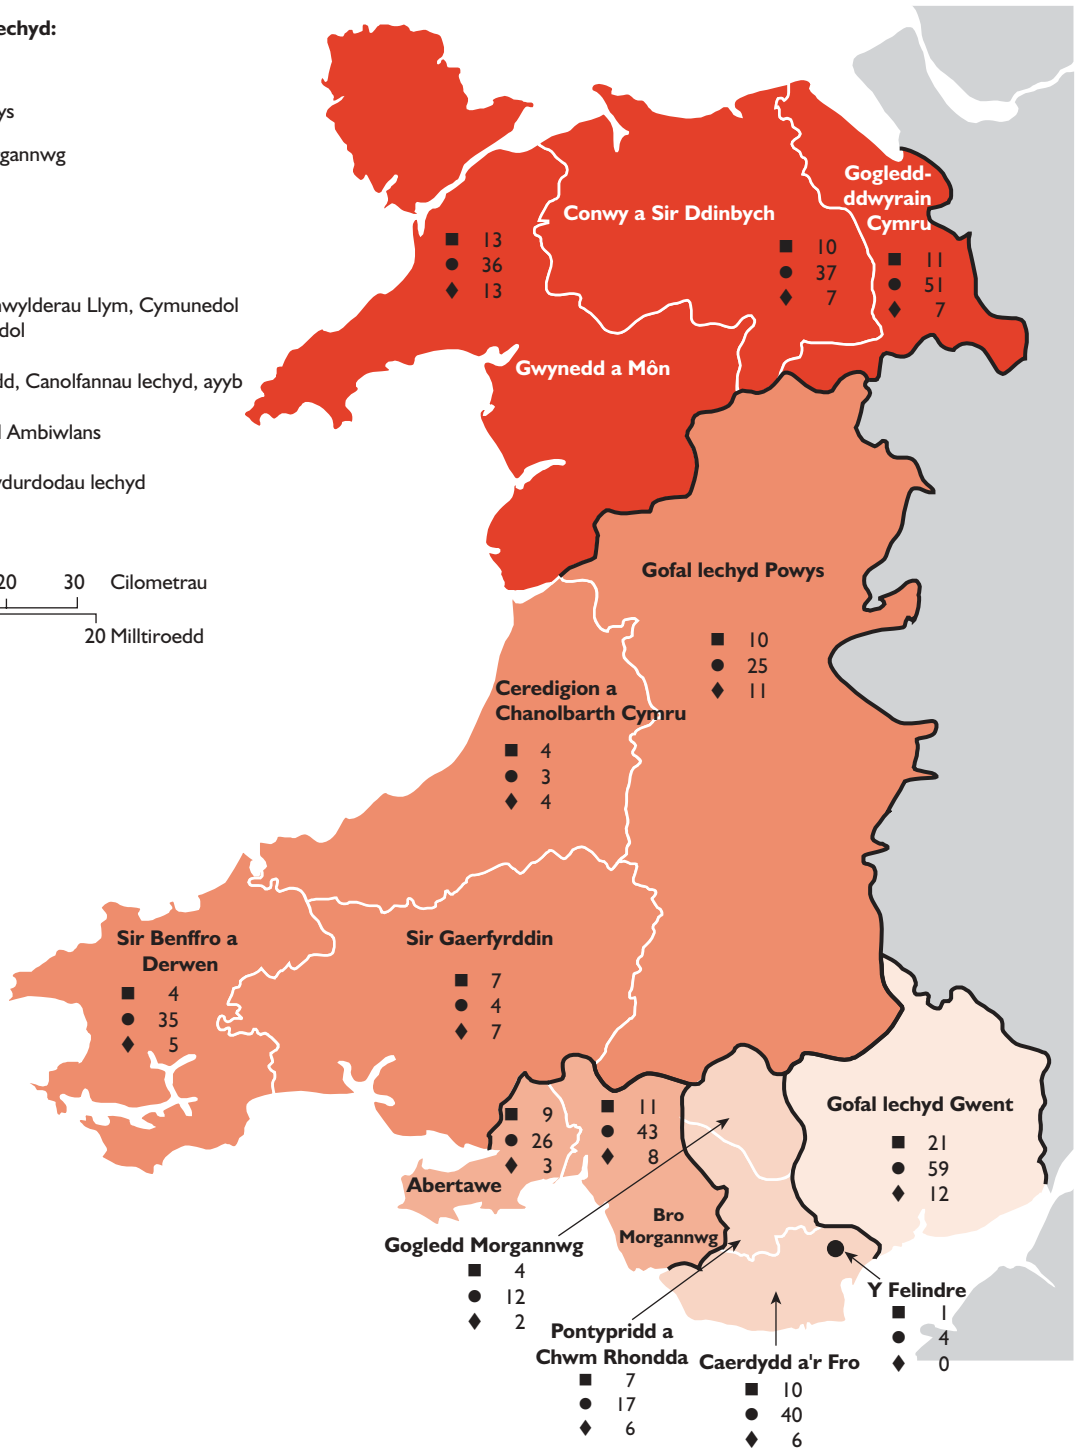 echyd:
ys
gannwg
nwylderau Llym, Cymunedol
dol
dd, Canolfannau Iechyd, ayyb
l Ambiwlans
ydurdodau Iechyd
20 30 Cilometrau
20 Milltiroedd
Gogledd-
ddwyrain
Cymru
■ 11
● 51
♦ 7
Conwy a Sir Ddinbych
■ 10
● 37
♦ 7
■ 13
● 36
♦ 13
Gwynedd a Môn
Gofal Iechyd Powys
■ 10
● 25
♦ 11
Ceredigion a
Chanolbarth Cymru
■ 4
● 3
♦ 4
Sir Benffro a
Derwen
■ 4
● 35
♦ 5
Sir Gaerfyrddin
■ 7
● 4
♦ 7
■ 9
● 26
♦ 3
Abertawe
■ 11
● 43
♦ 8
Bro
Morgannwg
Gofal Iechyd Gwent
■ 21
● 59
♦ 12
Gogledd Morgannwg
■ 4
● 12
♦ 2
Pontypridd a
Chwm Rhondda
■ 7
● 17
♦ 6
Caerdydd a'r Fro
■ 10
● 40
♦ 6
Y Felindre
■ 1
● 4
♦ 0